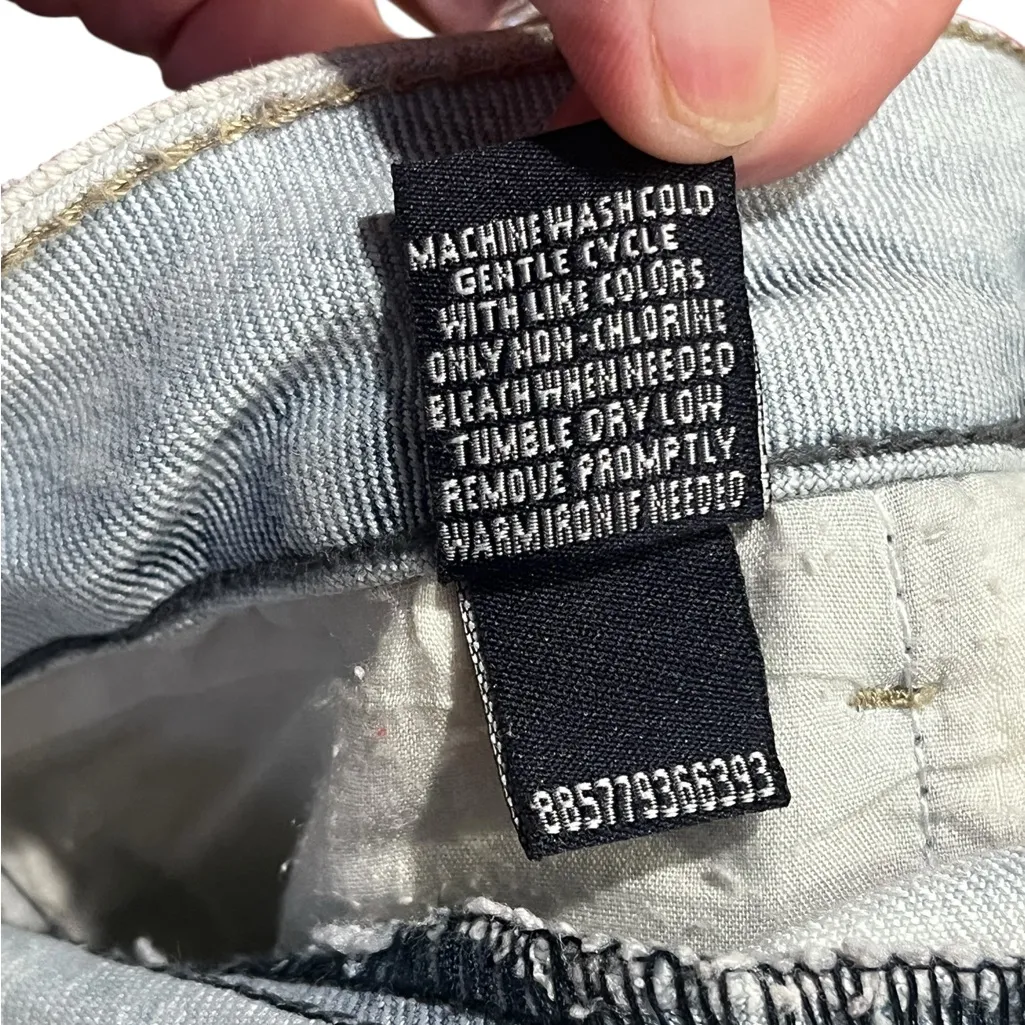 MACHINE WASH COLD
GENTLE CYCLE
WITH LIKE COLORS
ONLY NON-CHLORINE
BLEACH WHEN NEEDED
TUMBLE DRY LOW
REMOVE PROMPTLY
WARM IRON IF NEEDED
885779366393